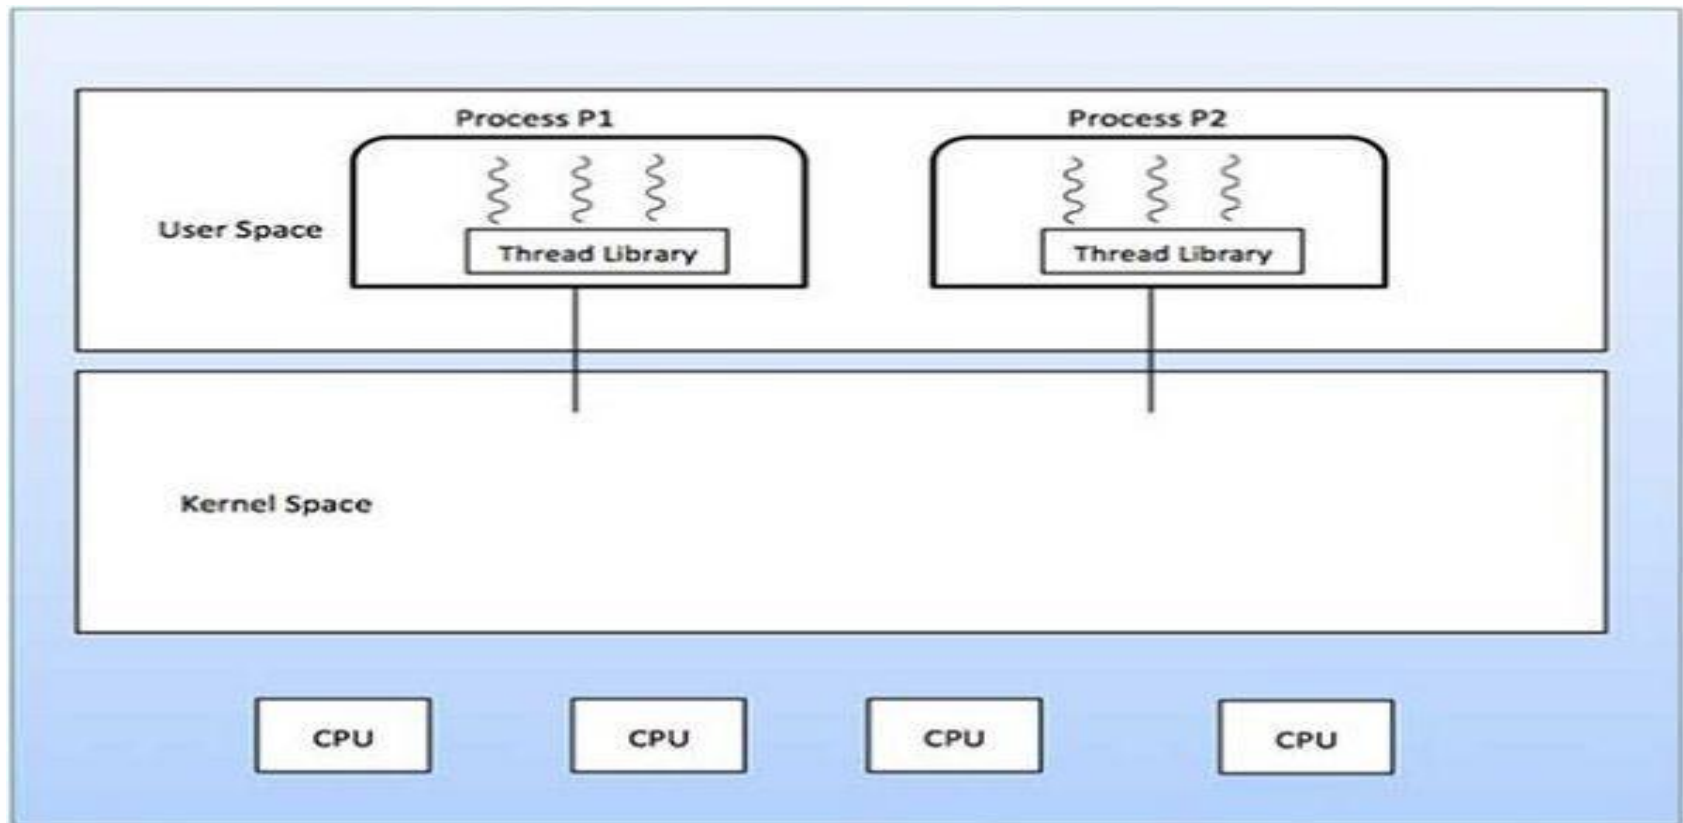 Process P1
Process P2
User Space
Thread Library
Thread Library
Kernel Space
CPU
CPU
CPU
CPU